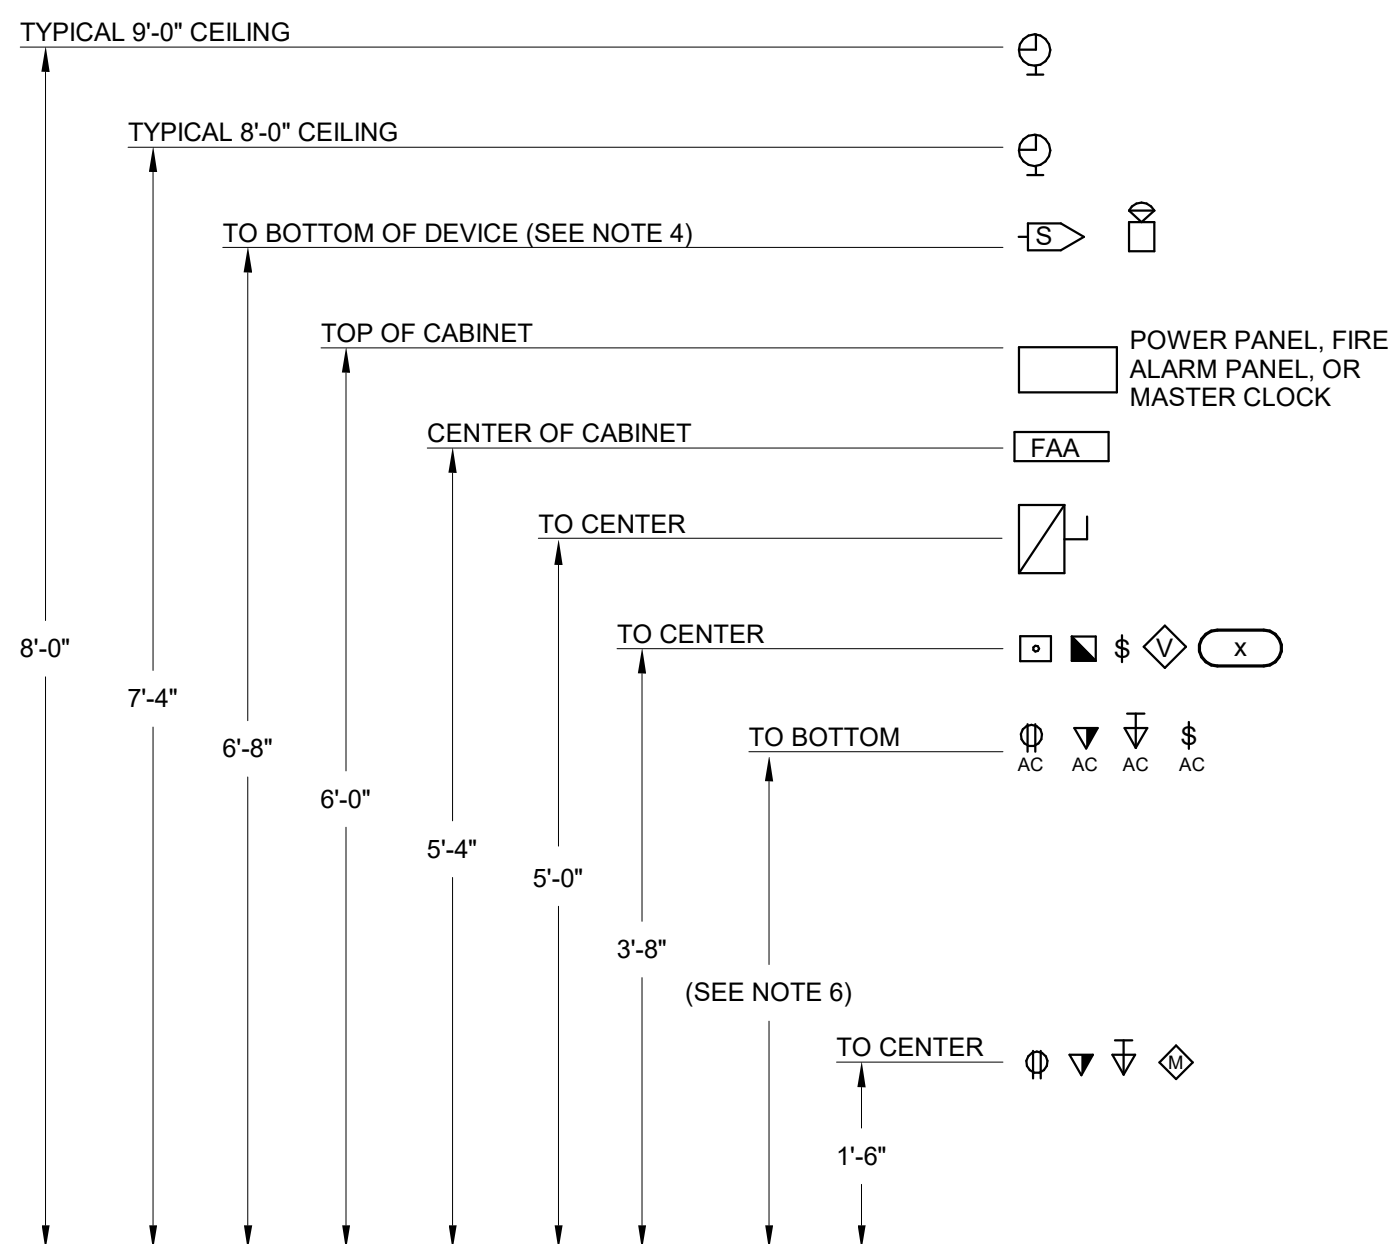 TYPICAL 9'-0" CEILING
TYPICAL 8'-0" CEILING
TO BOTTOM OF DEVICE (SEE NOTE 4)
S
TOP OF CABINET
POWER PANEL, FIRE
ALARM PANEL, OR
MASTER CLOCK
CENTER OF CABINET
FAA
TO CENTER
TO CENTER
$ V x
8'-0"
7'-4"
TO BOTTOM
$
AC AC AC AC
6'-8"
6'-0"
5'-4"
5'-0"
3'-8"
(SEE NOTE 6)
TO CENTER
M
1'-6"